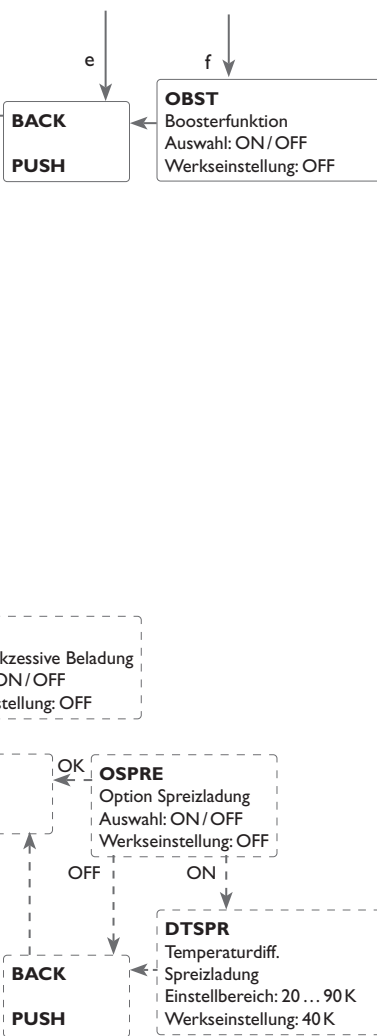 e
f
BACK
PUSH
OBST
Boosterfunktion
Auswahl: ON / OFF
Werkseinstellung: OFF
kzessive Beladung
ON / OFF
stellung: OFF
OK
OSPRE
Option Spreizladung
Auswahl: ON / OFF
Werkseinstellung: OFF
OFF
ON
BACK
PUSH
DTSPR
Temperaturdiff.
Spreizladung
Einstellbereich: 20 … 90 K
Werkseinstellung: 40 K